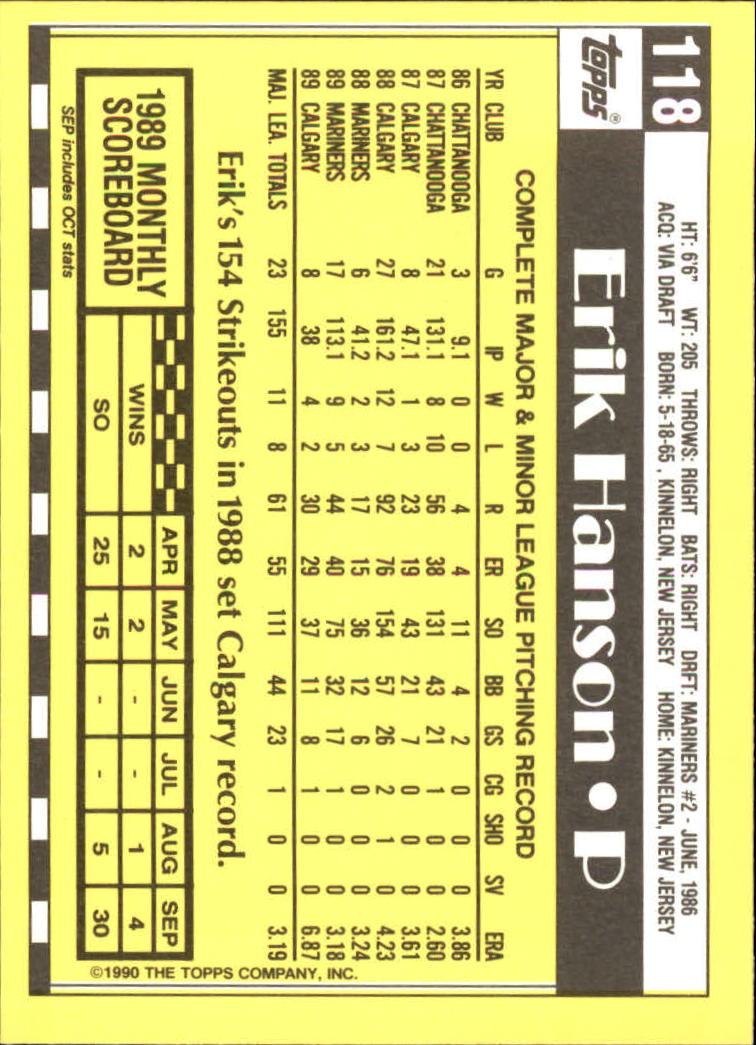 118
topps®
HT: 6'6" WT: 205 THROWS: RIGHT BATS: RIGHT DRFT: MARINERS #2 - JUNE, 1986
ACQ: VIA DRAFT BORN: 5-18-65, KINNELON, NEW JERSEY HOME: KINNELON, NEW JERSEY
Erik Hanson • P
COMPLETE MAJOR & MINOR LEAGUE PITCHING RECORD
YR CLUB G IP W L R ER SO BB GS CG SHO SV ERA
86 CHATTANOOGA 3 9.1 0 0 4 4 11 4 2 0 0 0 3.86
87 CHATTANOOGA 21 131.1 8 10 56 38 131 43 21 1 0 0 2.60
87 CALGARY 8 47.1 1 3 23 19 43 21 7 0 0 0 3.61
88 CALGARY 27 161.2 12 7 92 76 154 57 26 2 1 0 4.23
88 MARINERS 6 41.2 2 3 17 15 36 12 6 0 0 0 3.24
89 MARINERS 17 113.1 9 5 44 40 75 32 17 1 0 0 3.18
89 CALGARY 8 38 4 2 30 29 37 11 8 1 0 0 6.87
MAJ. LEA. TOTALS 23 155 11 8 61 55 111 44 23 1 0 0 3.19
Erik's 154 Strikeouts in 1988 set Calgary record.
1989 MONTHLY
SCOREBOARD
APR MAY JUN JUL AUG SEP
WINS 2 2 - - 1 4
SO 25 15 - - 5 30
SEP includes OCT stats
©1990 THE TOPPS COMPANY, INC.